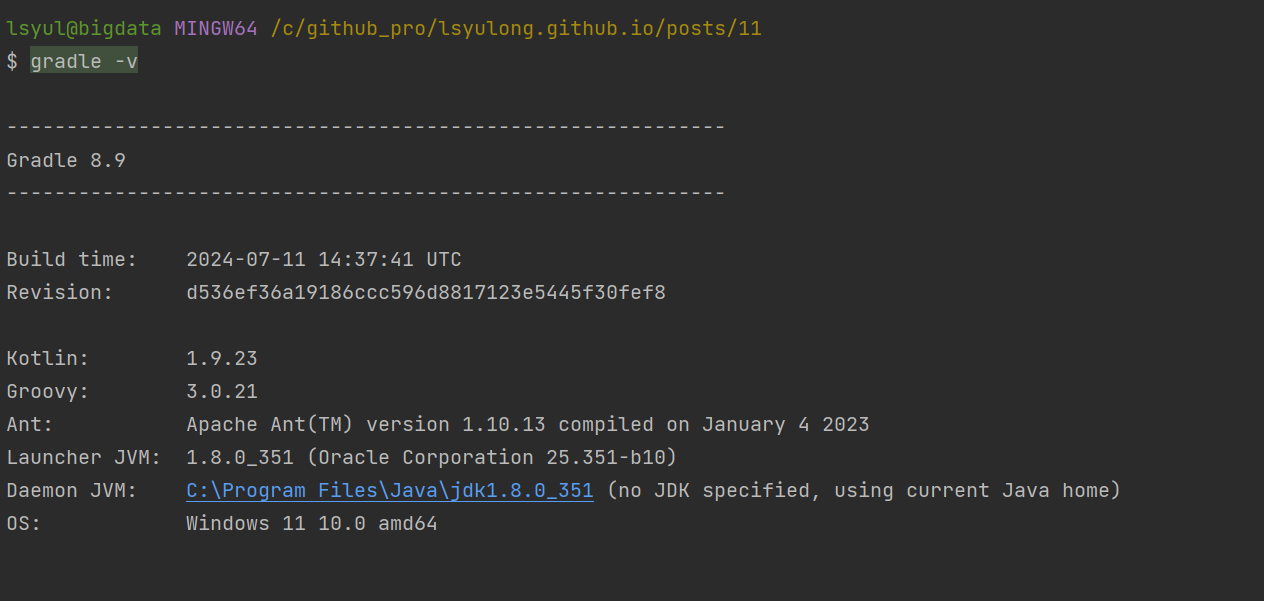 lsyul@bigdata MINGW64 /c/github_pro/lsyulong.github.io/posts/11
$ gradle -v
------------------------------------------------------------
Gradle 8.9
------------------------------------------------------------
Build time:    2024-07-11 14:37:41 UTC
Revision:      d536ef36a19186ccc596d8817123e5445f30fef8
Kotlin:        1.9.23
Groovy:        3.0.21
Ant:           Apache Ant(TM) version 1.10.13 compiled on January 4 2023
Launcher JVM:  1.8.0_351 (Oracle Corporation 25.351-b10)
Daemon JVM:    C:\Program Files\Java\jdk1.8.0_351 (no JDK specified, using current Java home)
OS:            Windows 11 10.0 amd64